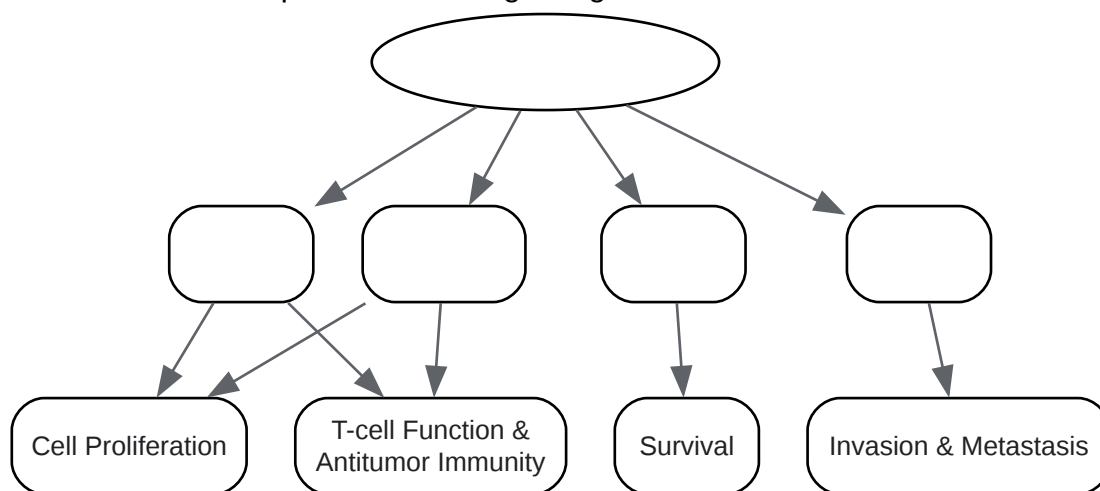 Cell Proliferation
T-cell Function &
Antitumor Immunity
Survival
Invasion & Metastasis